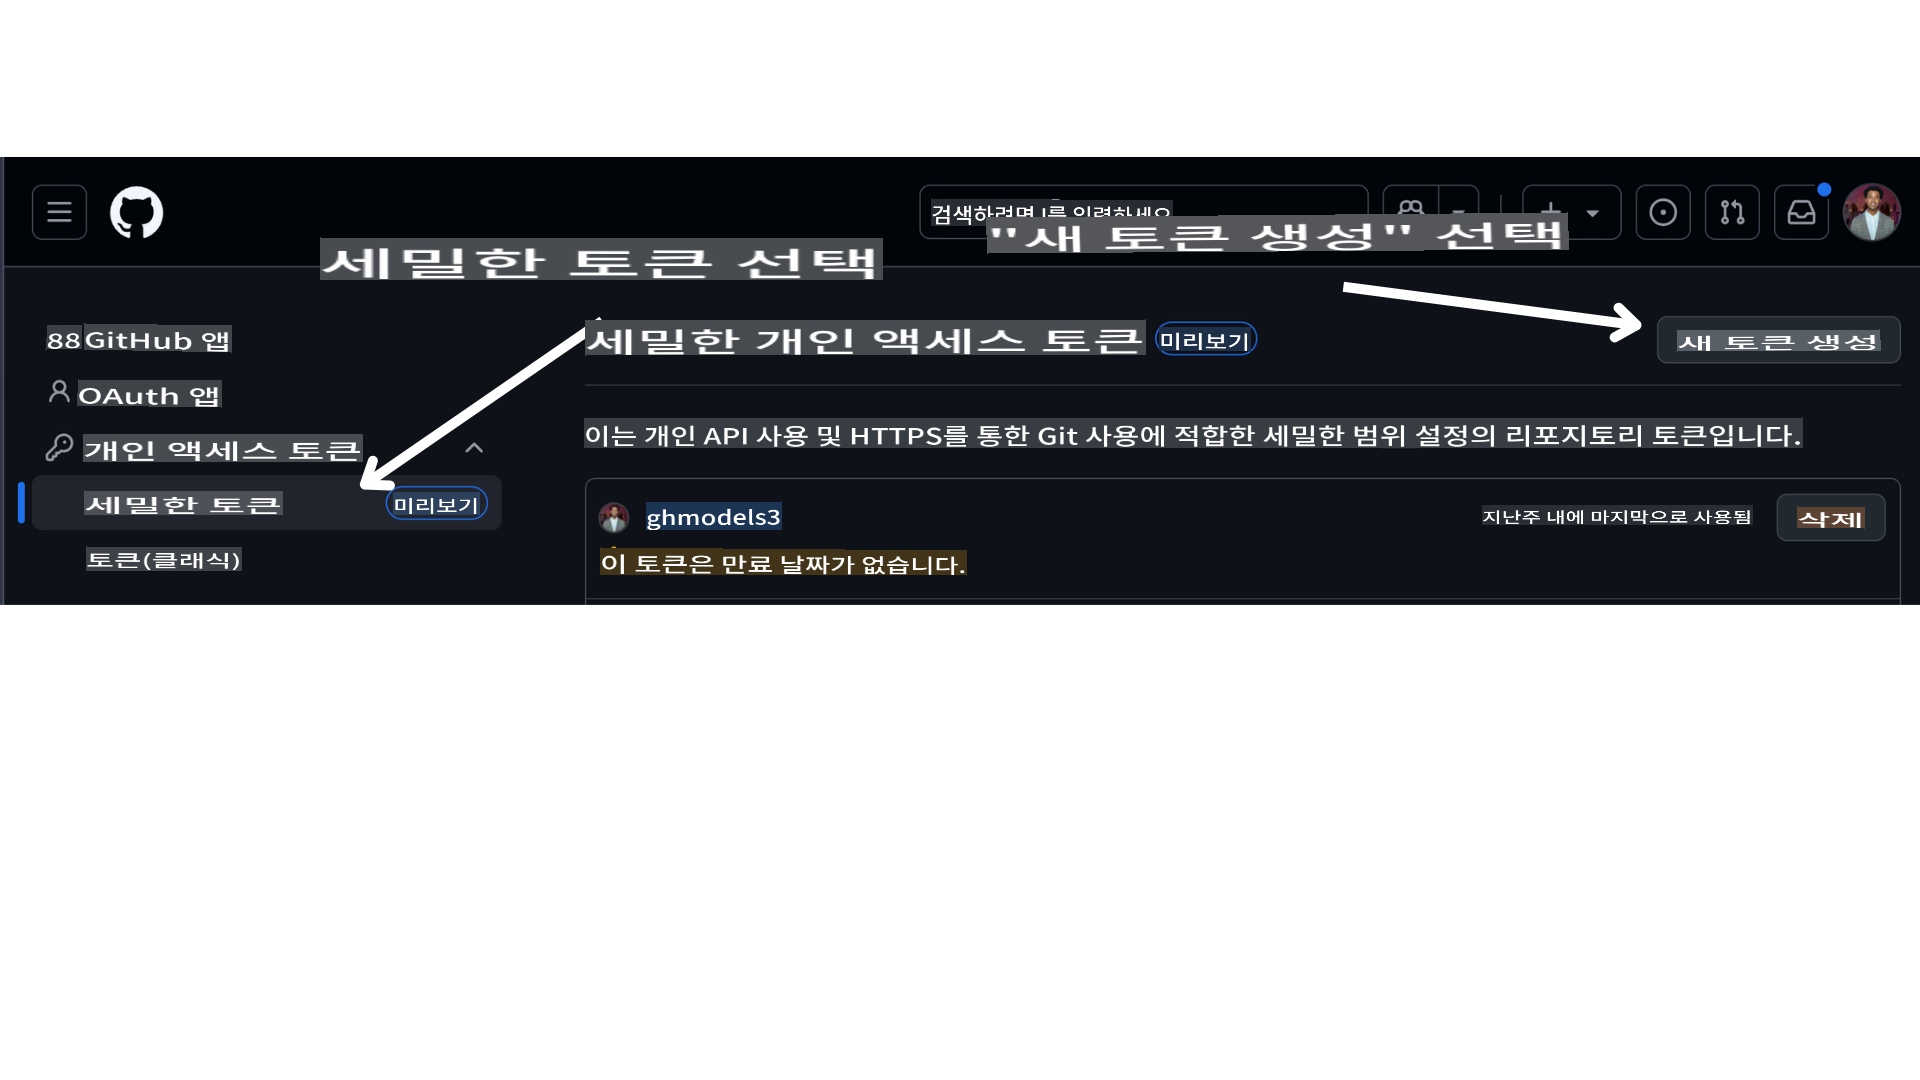 검색하려면 /를 입력하세요
"새 토큰 생성" 선택
세밀한 토큰 선택
88 GitHub 앱
세밀한 개인 액세스 토큰 미리보기
새 토큰 생성
OAuth 앱
개인 액세스 토큰
이는 개인 API 사용 및 HTTPS를 통한 Git 사용에 적합한 세밀한 범위 설정의 리포지토리 토큰입니다.
세밀한 토큰 미리보기
ghmodels3
지난주 내에 마지막으로 사용됨
삭제
토큰(클래식)
이 토큰은 만료 날짜가 없습니다.